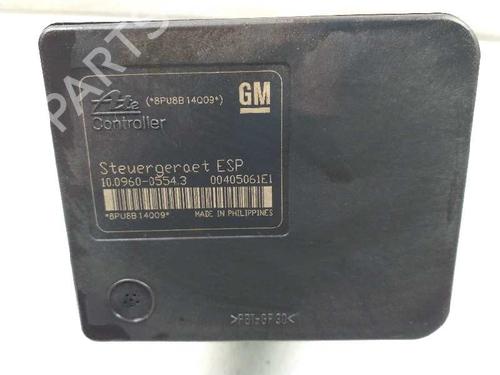 Ate (*8PU8B14Q09*) GM
Controller
Steuergeraet ESP
10.0960-0554.3 00405061E1
*8PU8B14Q09* MADE IN PHILIPPINES
>PBT-GF30<
PARTS